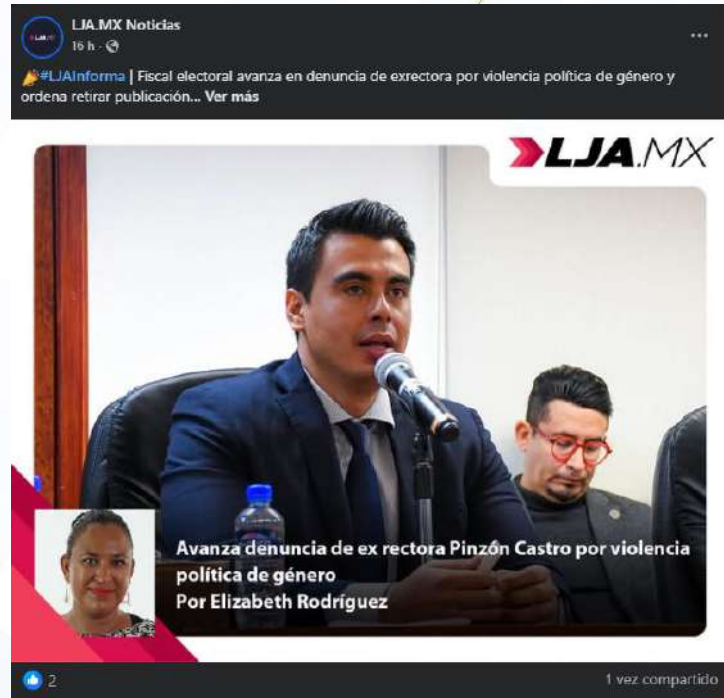 LJA.MX Noticias
16 h ·
#LJAInforma | Fiscal electoral avanza en denuncia de exrectora por violencia política de género y
ordena retirar publicación... Ver más
LJA.MX
Avanza denuncia de ex rectora Pinzón Castro por violencia
política de género
Por Elizabeth Rodríguez
2
1 vez compartido